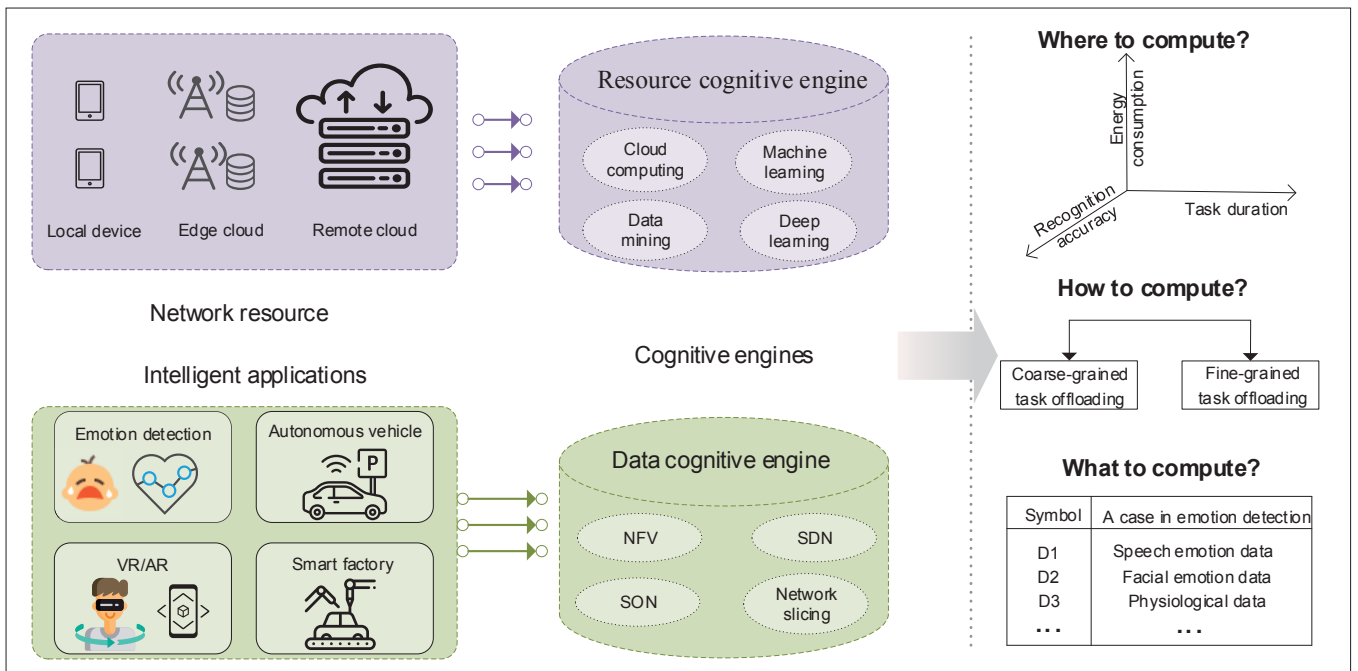 Local device
Edge cloud
Remote cloud
Network resource
Resource cognitive engine
Cloud
computing
Machine
learning
Data
mining
Deep
learning
Cognitive engines
Intelligent applications
Emotion detection
Autonomous vehicle
P
VR/AR
Smart factory
Data cognitive engine
NFV
SDN
SON
Network
slicing
Where to compute?
Energy
consumption
Recognition
accuracy
Task duration
How to compute?
Coarse-grained
task offloading
Fine-grained
task offloading
What to compute?
Symbol A case in emotion detection
D1 Speech emotion data
D2 Facial emotion data
D3 Physiological data
... ...